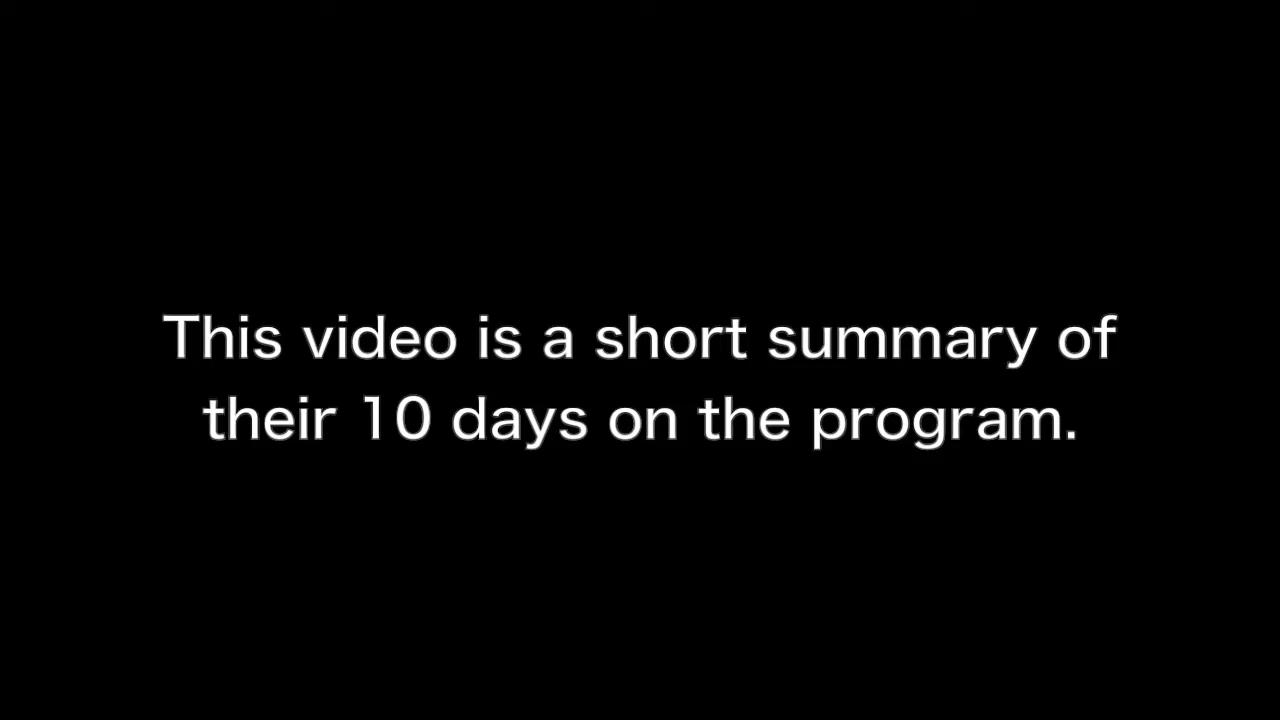 This video is a short summary of
their 10 days on the program.